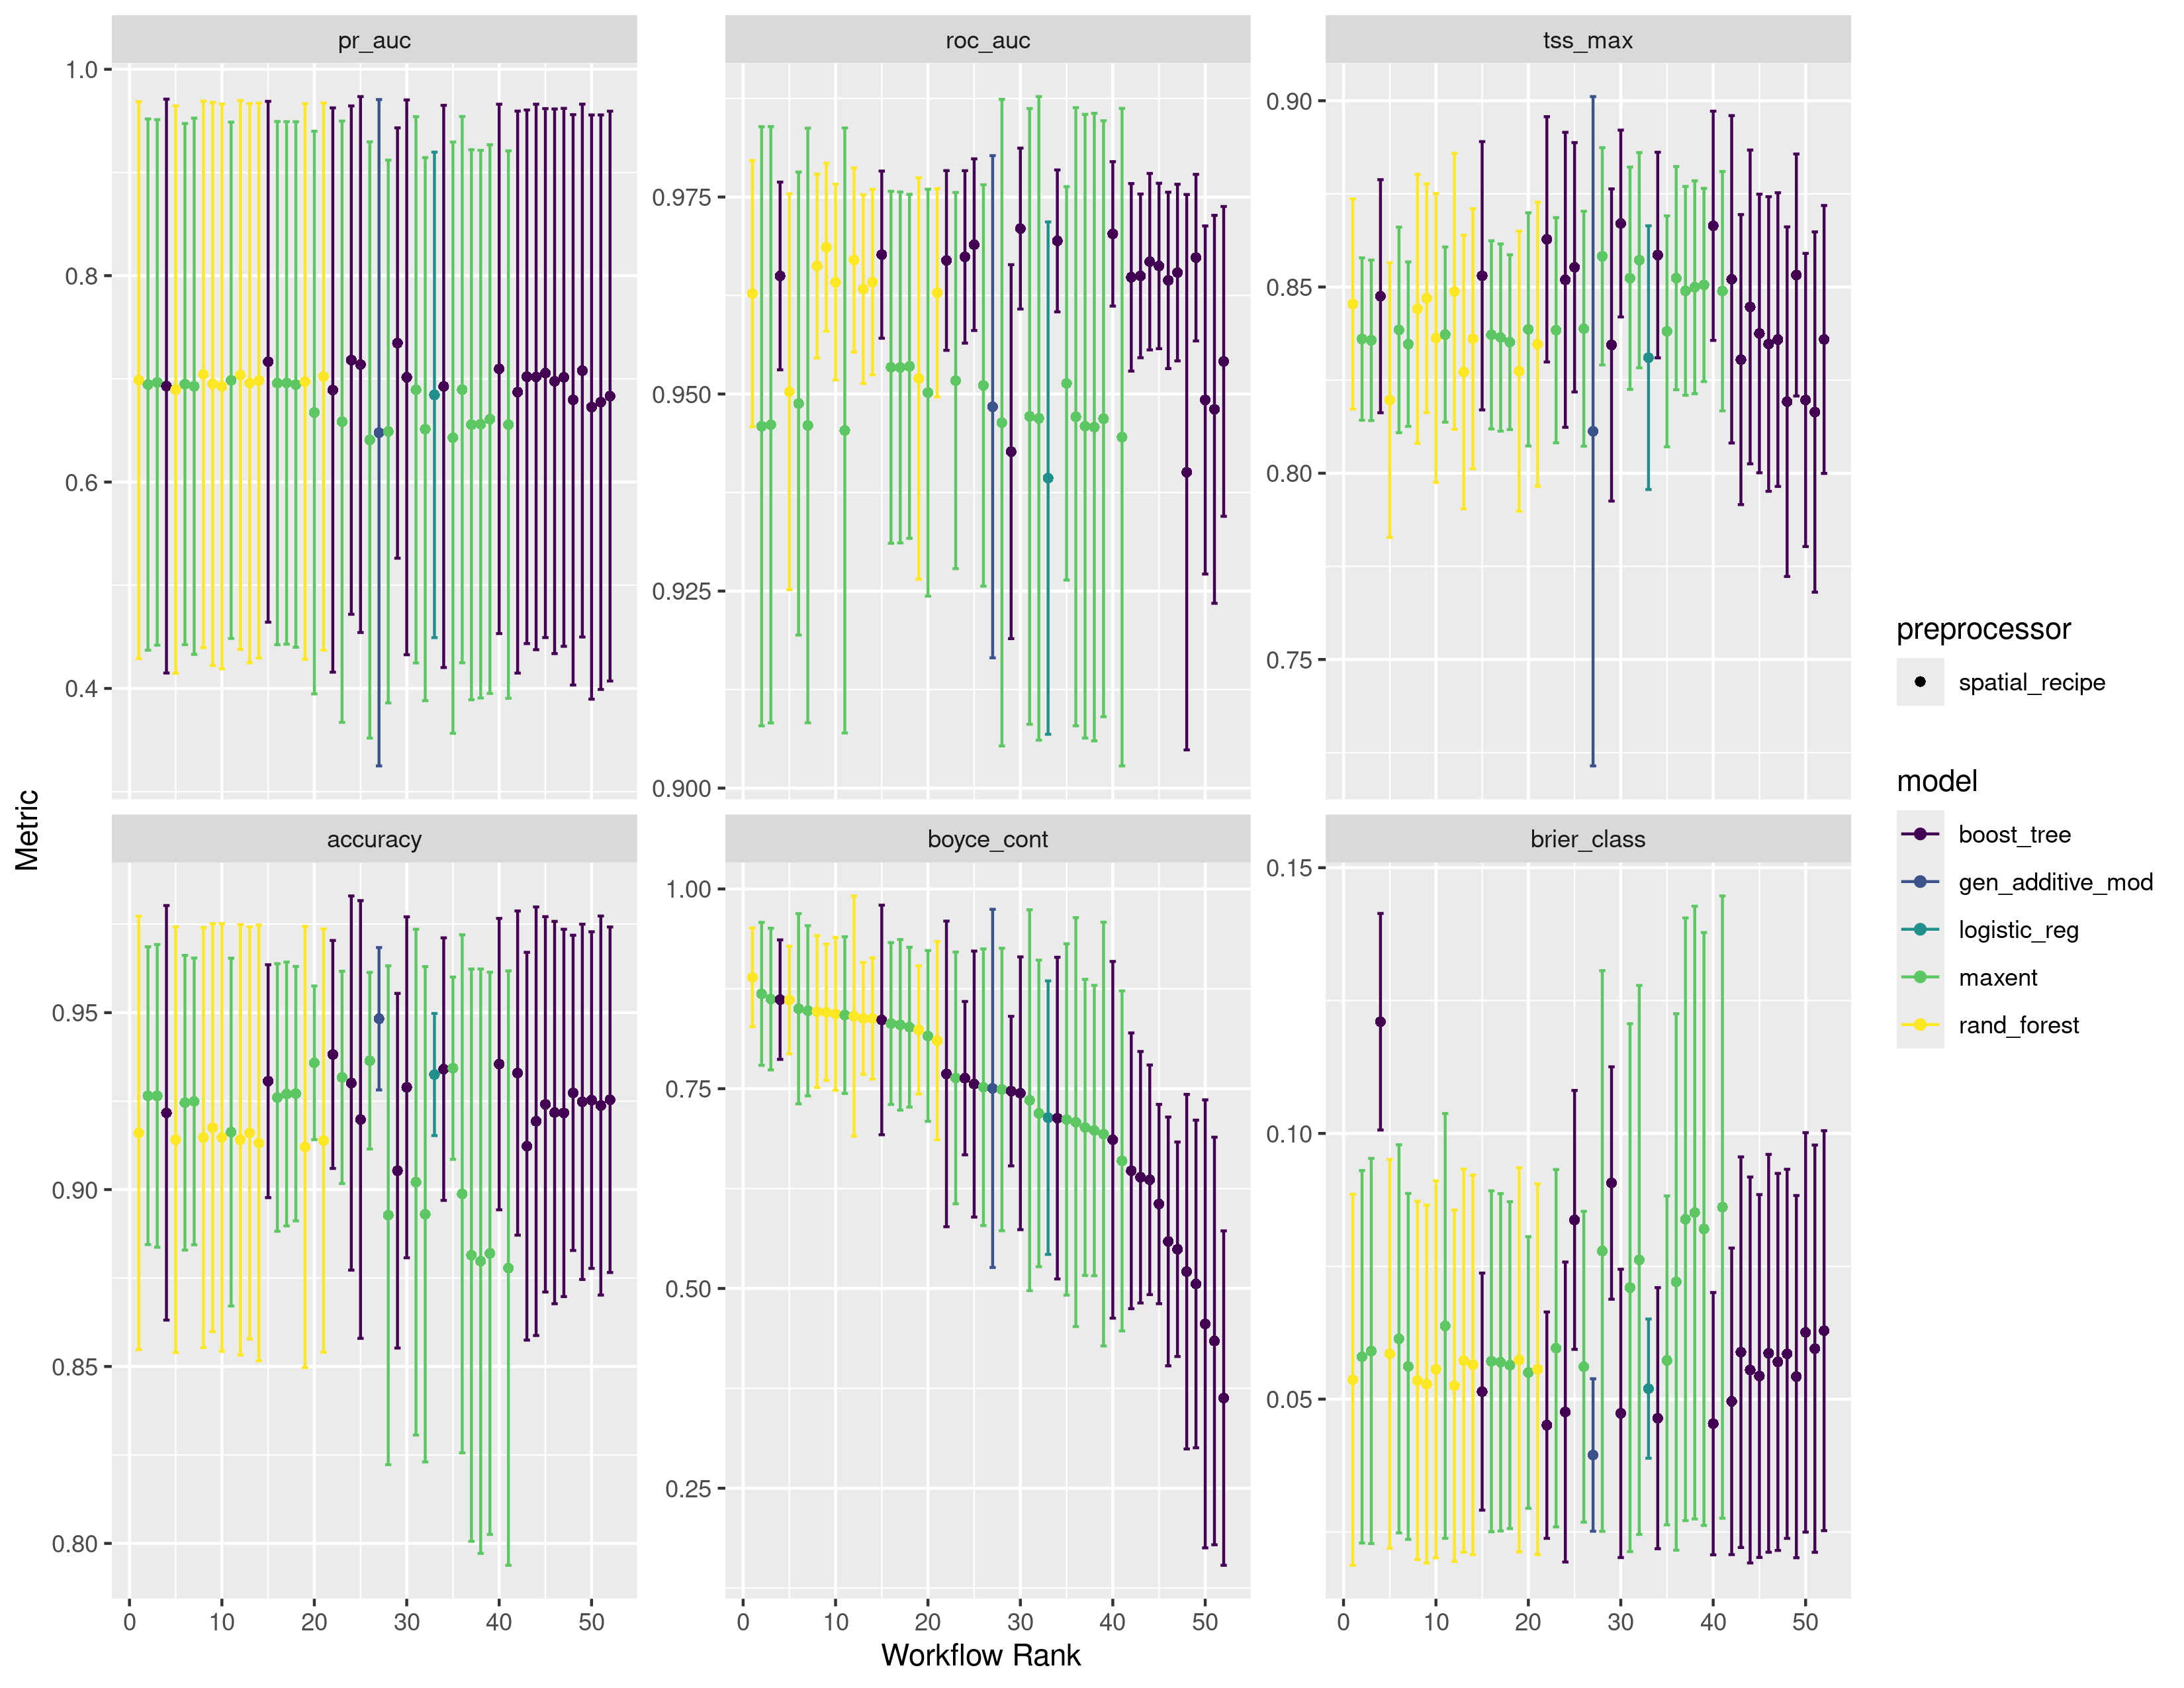 pr_auc
roc_auc
tss_max
1.0
0.8
0.6
0.4
0.975
0.950
0.925
0.900
0.90
0.85
0.80
0.75
Metric
accuracy
boyce_cont
brier_class
0.95
0.90
0.85
0.80
1.00
0.75
0.50
0.25
0.15
0.10
0.05
0 10 20 30 40 50
0 10 20 30 40 50
0 10 20 30 40 50
Workflow Rank
preprocessor
spatial_recipe
model
boost_tree
gen_additive_mod
logistic_reg
maxent
rand_forest